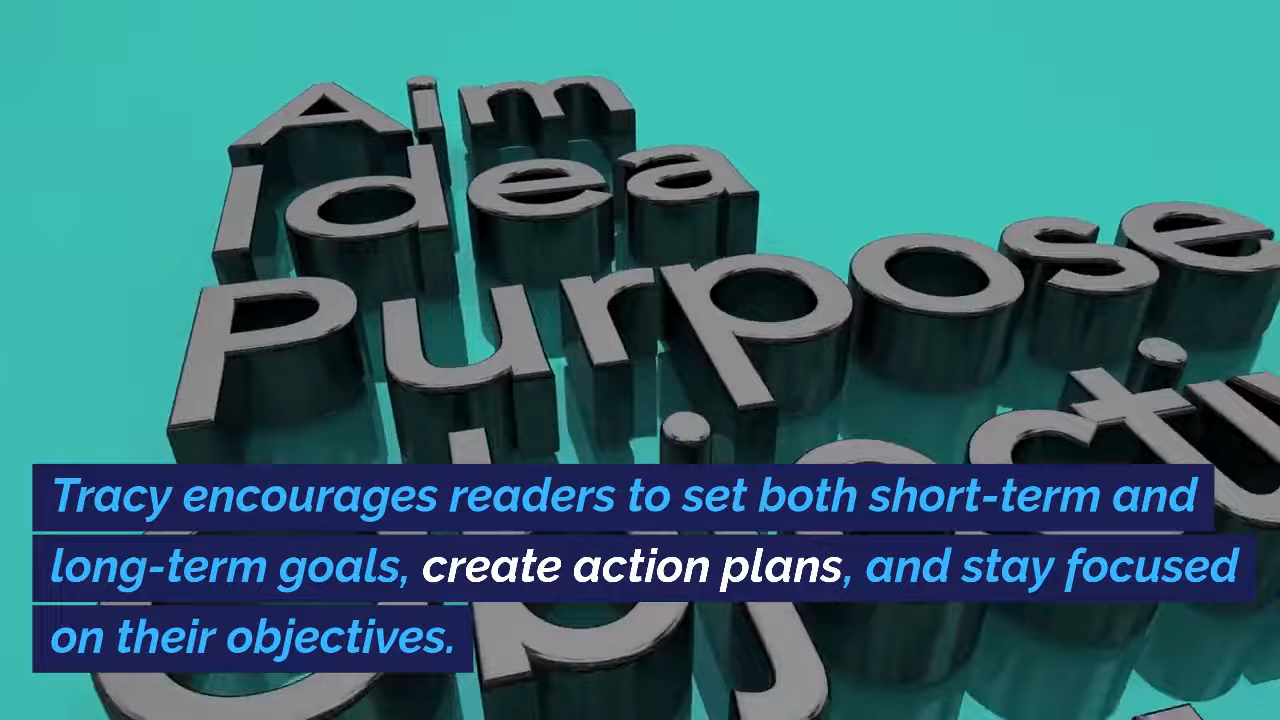 Aim
Idea
Purpose
Tracy encourages readers to set both short-term and
long-term goals, create action plans, and stay focused
on their objectives.